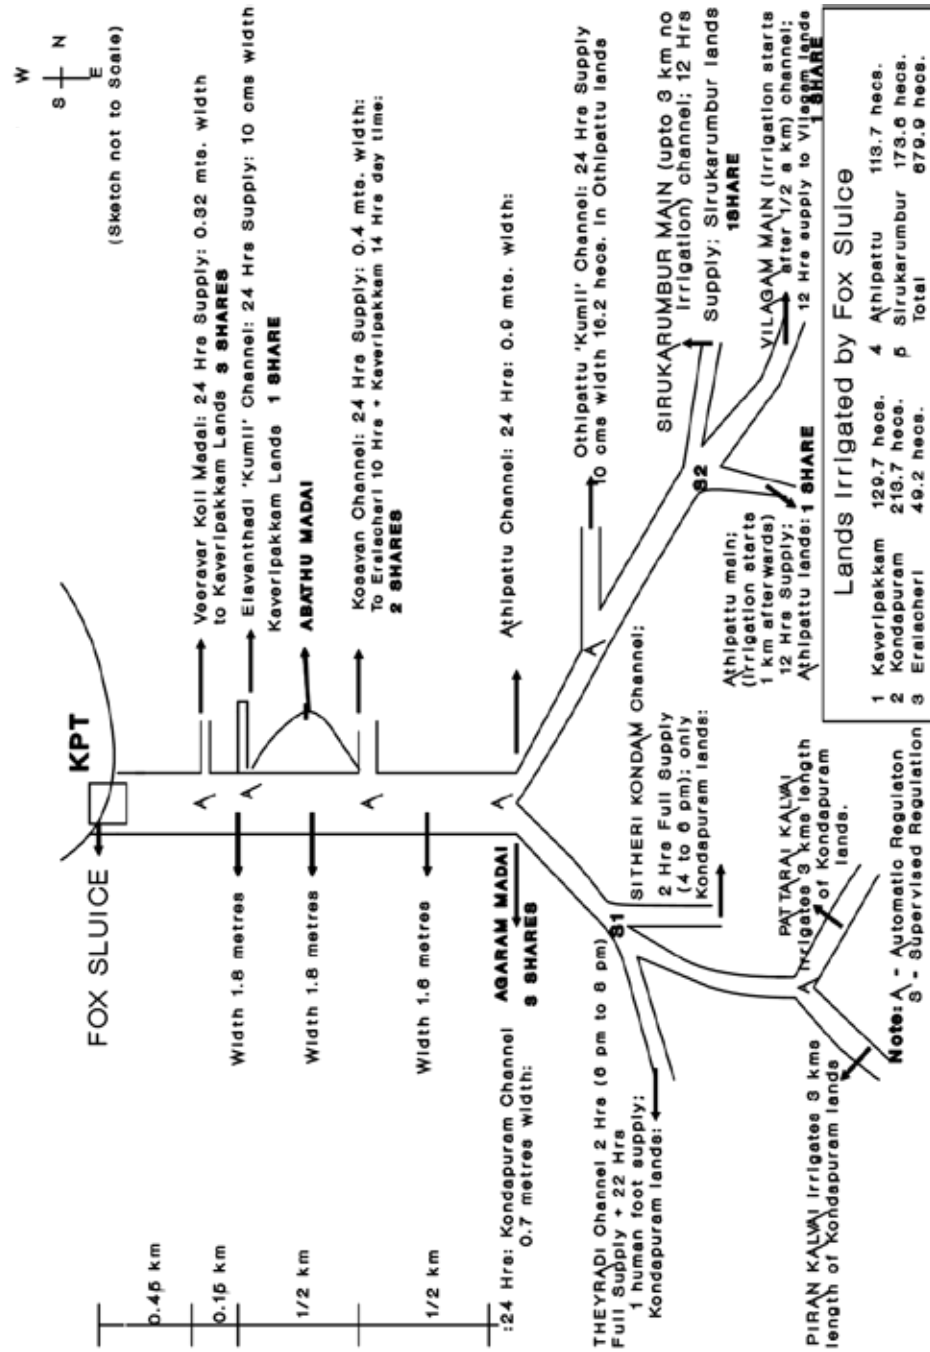 W
S N
E
(Sketch not to Scale)
KPT
FOX SLUICE
Veeravar Koil Madai: 24 Hrs Supply: 0.32 mts. width
to Kaveripakkam Lands 3 SHARES
Elavanthadi 'Kumli' Channel: 24 Hrs Supply: 10 cms width
Kaveripakkam Lands 1 SHARE
ABATHU MADAI
Kosavan Channel: 24 Hrs Supply: 0.4 mts. width:
To Eralacheri 10 Hrs + Kaveripakkam 14 Hrs day time:
2 SHARES
Athipattu Channel: 24 Hrs: 0.9 mts. width:
Othipattu 'Kumli' Channel: 24 Hrs Supply
10 cms width 16.2 hecs. in Othipattu lands
SIRUKARUMBUR MAIN (upto 3 km no
Irrigation) channel; 12 Hrs
Supply; Sirukarumbur lands
1SHARE
VILAGAM MAIN (Irrigation starts
after 1/2 a km) channel;
12 Hrs supply to Vilagam lands
1 SHARE
A
A
A
A
A
S2
S1
A
0.45 km
0.15 km
1/2 km
1/2 km
Width 1.8 metres
Width 1.8 metres
Width 1.6 metres
AGARAM MADAI
3 SHARES
:24 Hrs: Kondapuram Channel
0.7 metres width:
THEYRADI Channel 2 Hrs (6 pm to 8 pm)
Full Supply + 22 Hrs
1 human foot supply;
Kondapuram lands:
SITHERI KONDAM Channel;
2 Hrs Full Supply
(4 to 6 pm); only
Kondapuram lands:
Athipattu main;
(Irrigation starts
1 km afterwards)
12 Hrs Supply;
Athipattu lands: 1 SHARE
PATTARAI KALVAI
Irrigates 3 kms length
of Kondapuram
lands.
PIRAN KALVAI Irrigates 3 kms
length of Kondapuram lands
Note: A - Automatic Regulaton
S - Supervised Regulation
Lands Irrigated by Fox Sluice
1 Kaveripakkam 129.7 hecs. 4 Athipattu 113.7 hecs.
2 Kondapuram 213.7 hecs. 5 Sirukarumbur 173.6 hecs.
3 Eralacheri 49.2 hecs. Total 679.9 hecs.